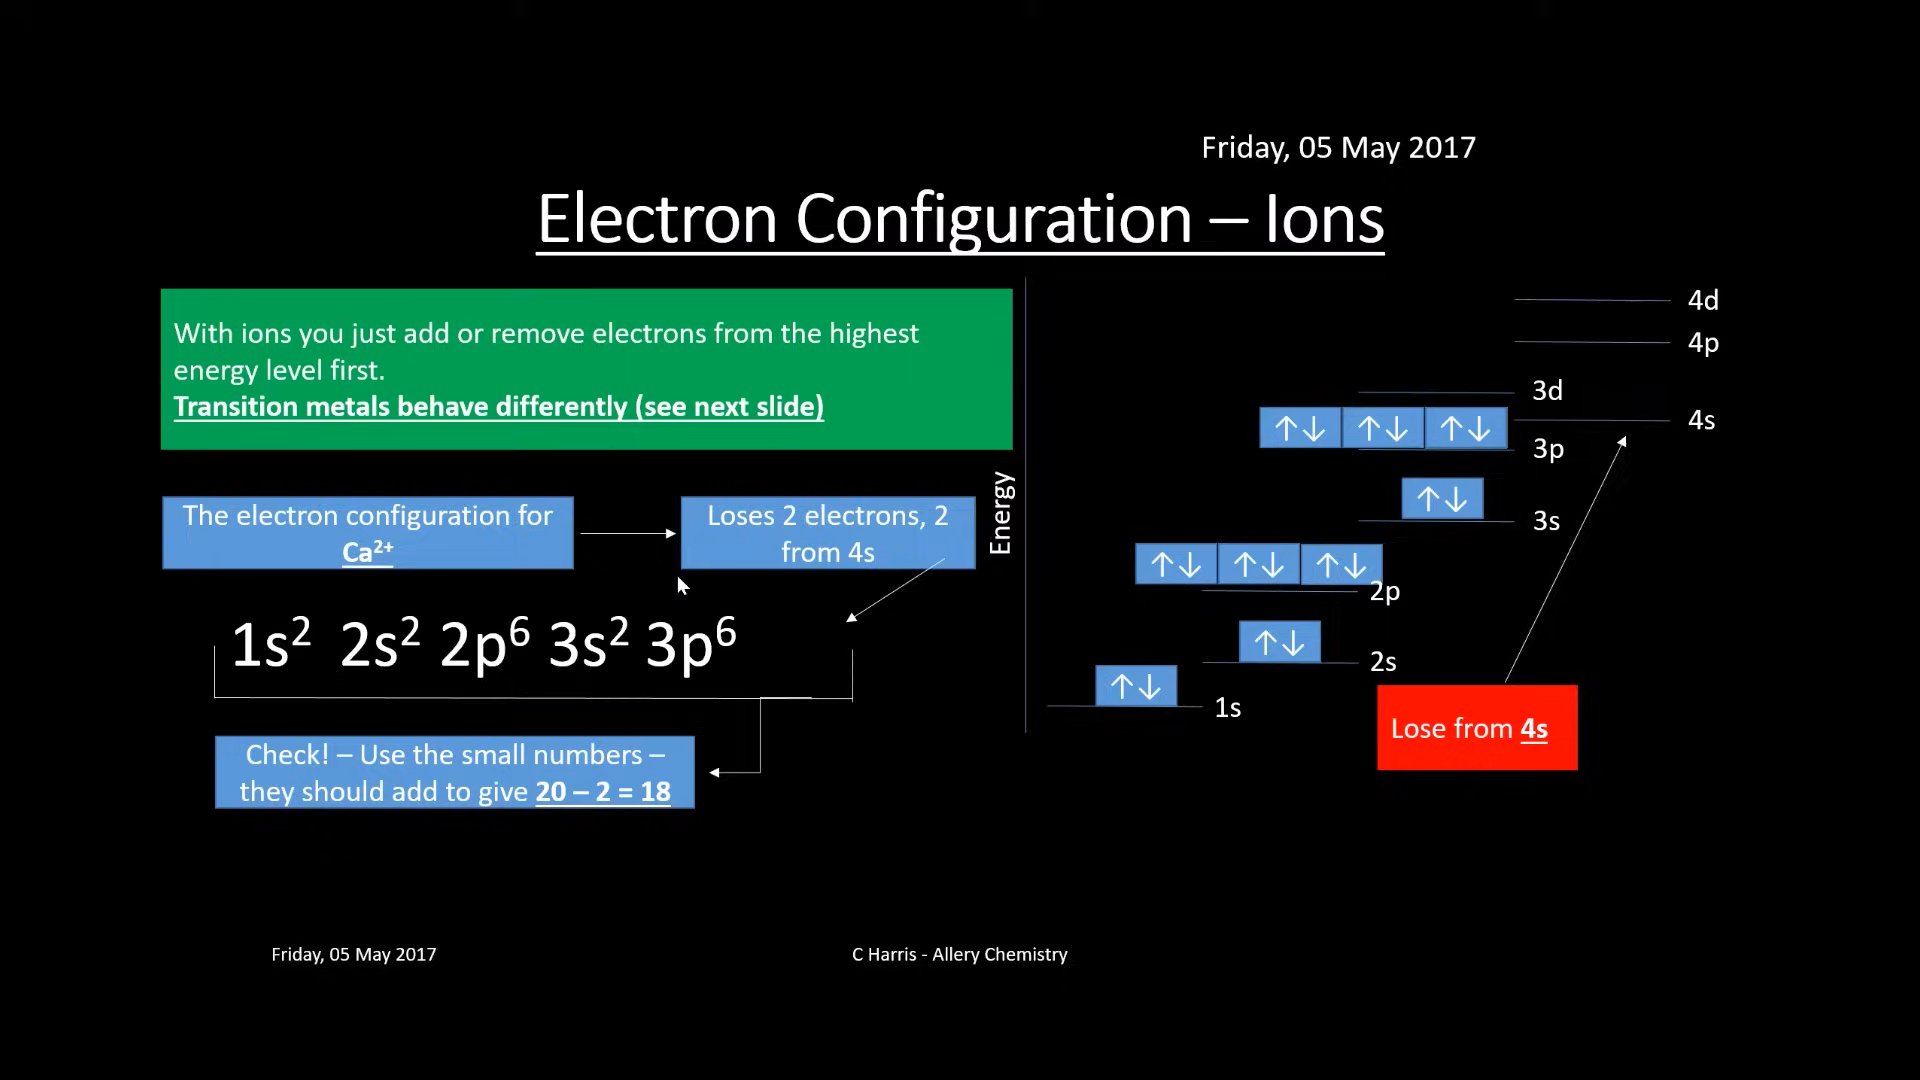 Friday, 05 May 2017
Electron Configuration – Ions
With ions you just add or remove electrons from the highest
energy level first.
Transition metals behave differently (see next slide)
The electron configuration for
Ca²⁺
Loses 2 electrons, 2
from 4s
1s² 2s² 2p⁶ 3s² 3p⁶
Check! – Use the small numbers –
they should add to give 20 – 2 = 18
Energy
4d
4p
3d
4s
↑↓ ↑↓ ↑↓
3p
↑↓
3s
↑↓ ↑↓ ↑↓
2p
↑↓
2s
↑↓
1s
Lose from 4s
Friday, 05 May 2017
C Harris - Allery Chemistry